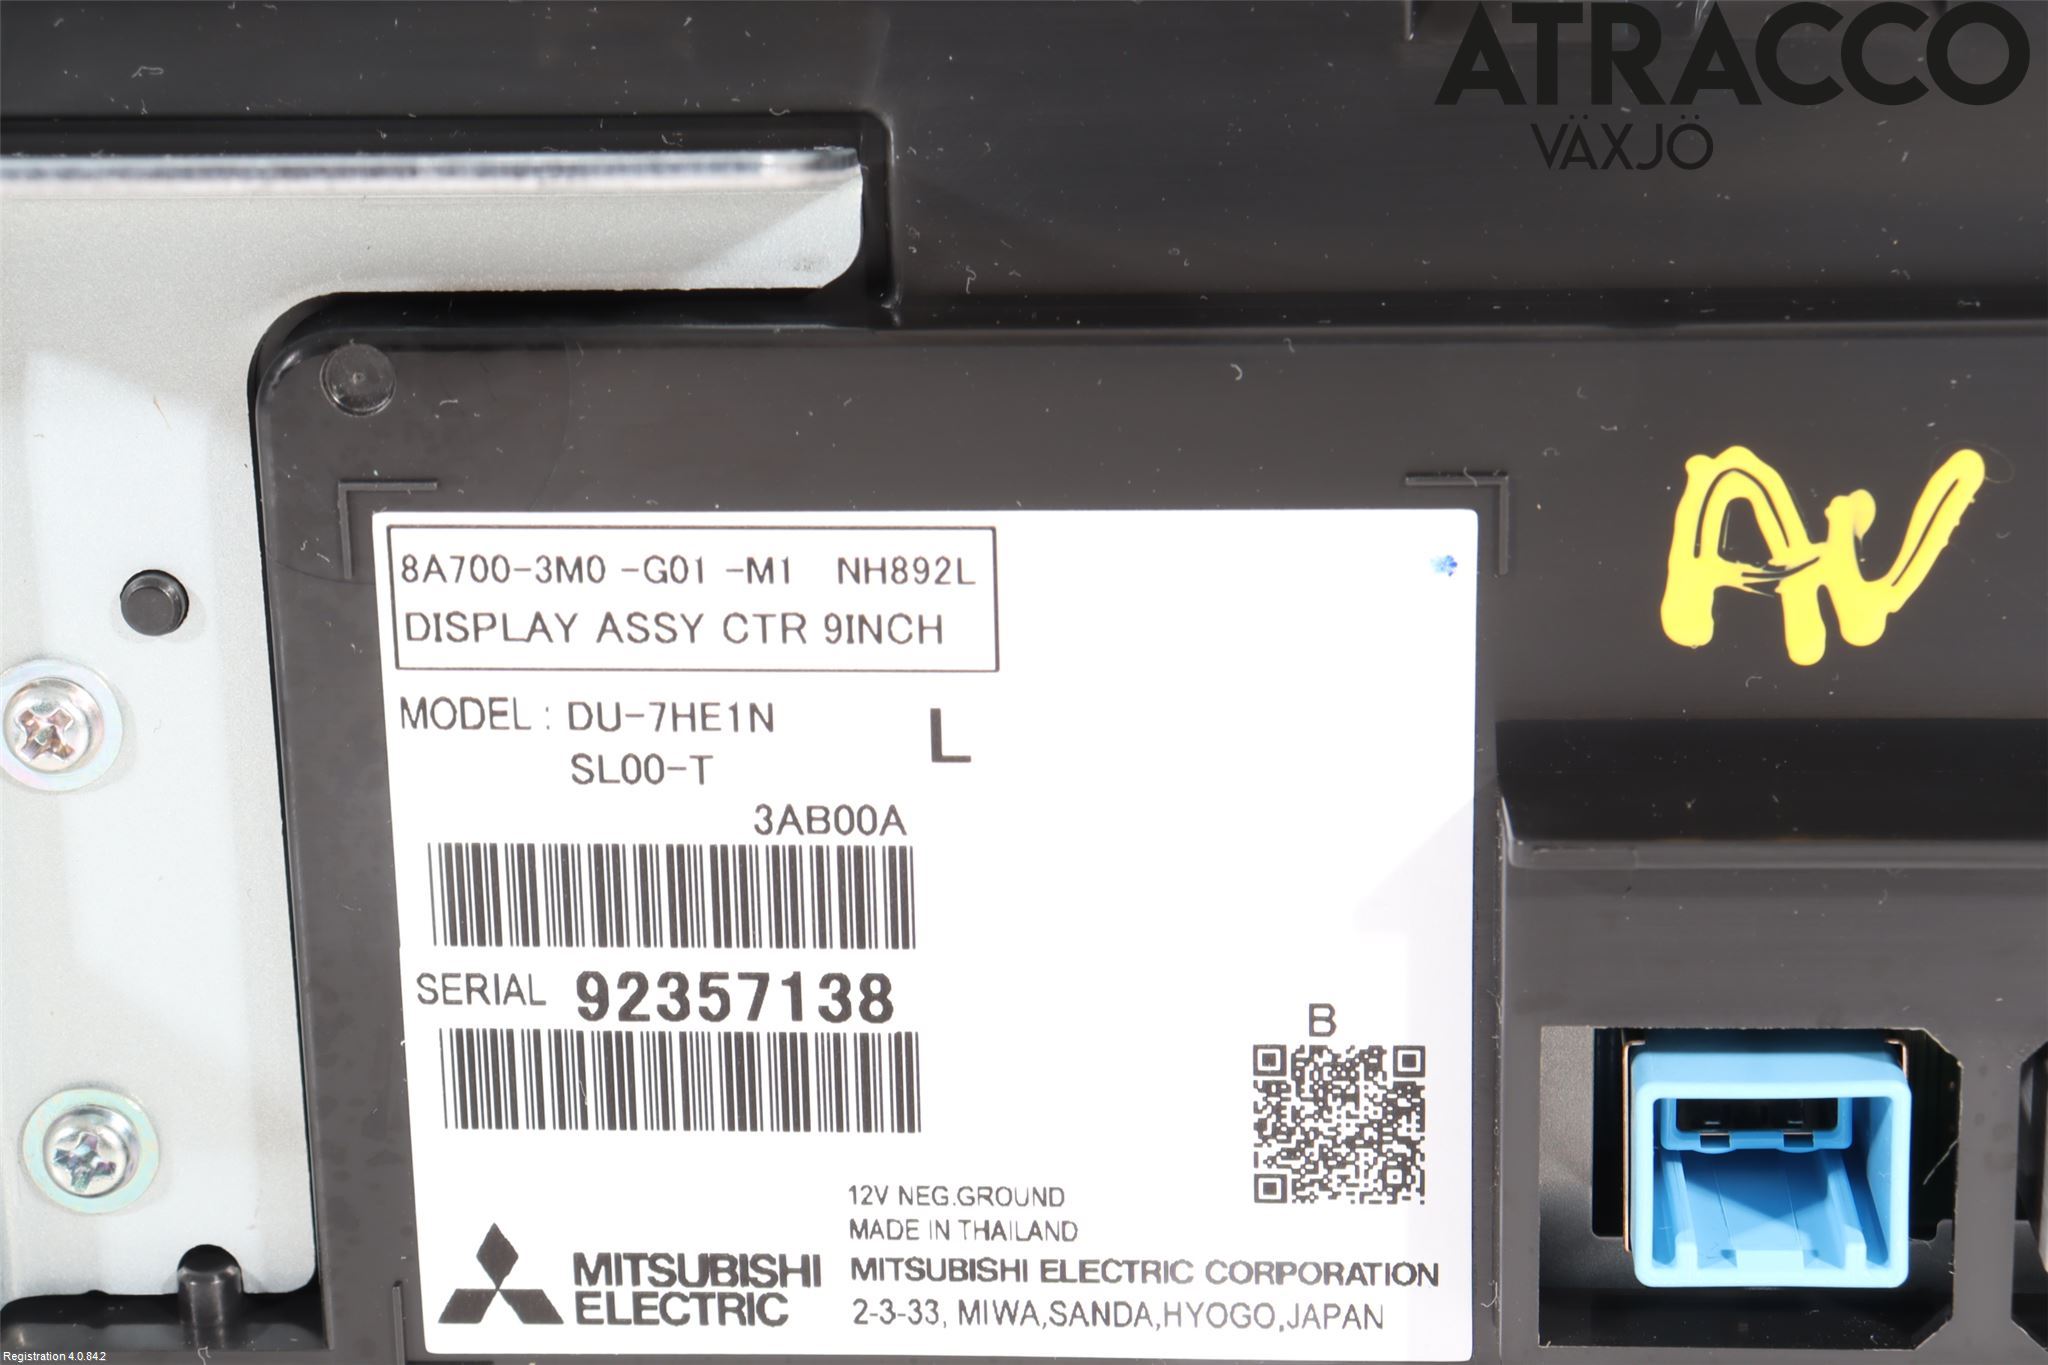 ATRACCO
VÄXJÖ
AV
8A700-3M0 -G01 -M1 NH892L
DISPLAY ASSY CTR 9INCH
MODEL : DU-7HE1N
SL00-T
L
3AB00A
SERIAL 92357138
B
12V NEG.GROUND
MADE IN THAILAND
MITSUBISHI ELECTRIC CORPORATION
2-3-33, MIWA,SANDA,HYOGO,JAPAN
MITSUBISHI
ELECTRIC
Registration 4.0.84.2